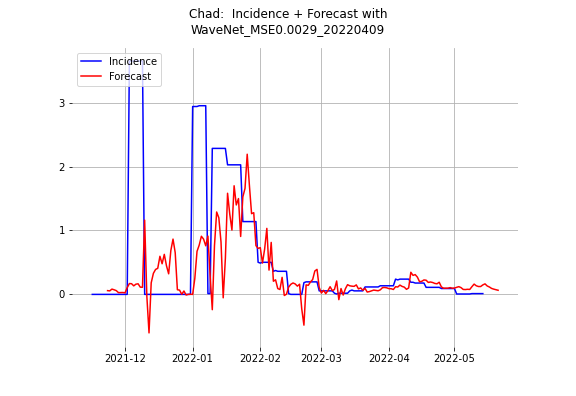 Chad:  Incidence + Forecast with
WaveNet_MSE0.0029_20220409
Incidence
Forecast
3
2
1
0
2021-12
2022-01
2022-02
2022-03
2022-04
2022-05